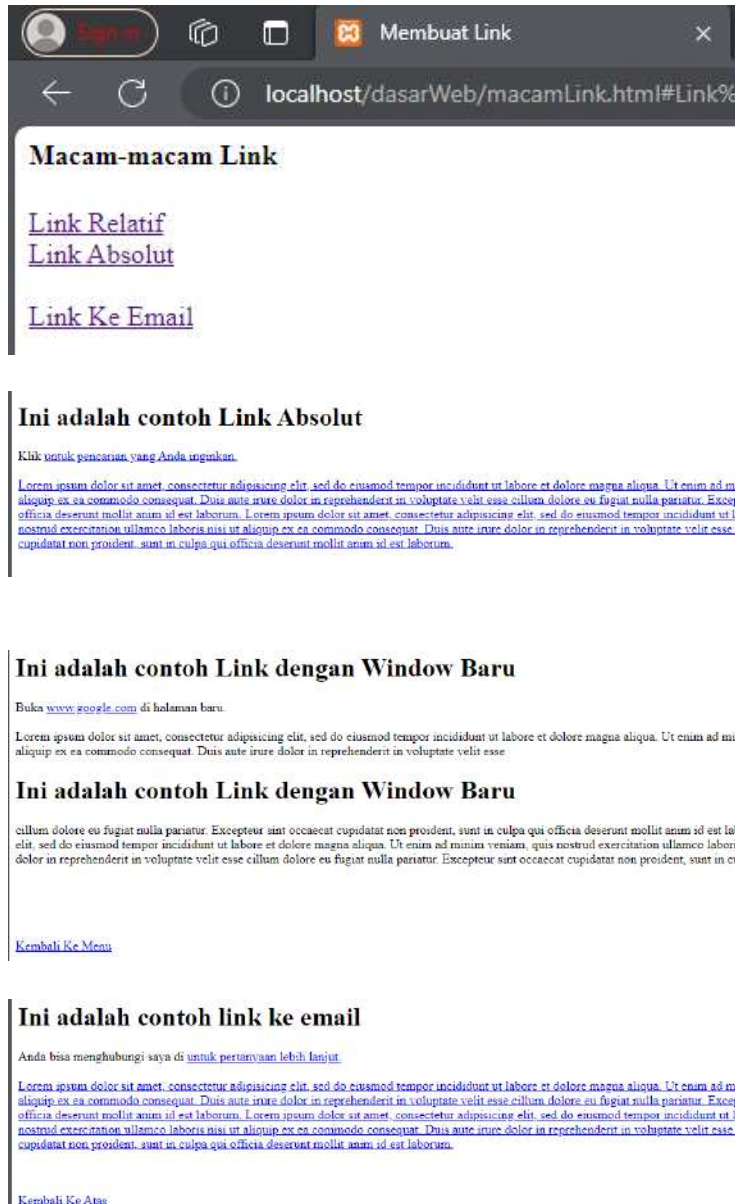 Sign in
Membuat Link
localhost/dasarWeb/macamLink.html#Link%
Macam-macam Link
Link Relatif
Link Absolut
Link Ke Email
Ini adalah contoh Link Absolut
Klik untuk pencarian yang Anda inginkan.
Lorem ipsum dolor sit amet, consectetur adipisicing elit, sed do eiusmod tempor incididunt ut labore et dolore magna aliqua. Ut enim ad
aliquip ex ea commodo consequat. Duis aute irure dolor in reprehenderit in voluptate velit esse cillum dolore eu fugiat nulla pariatur.
officia deserunt mollit anim id est laborum. Lorem ipsum dolor sit amet, consectetur adipisicing elit, sed do eiusmod tempor incididunt ut
nostrud exercitation ullamco laboris nisi ut aliquip ex ea commodo consequat. Duis aute irure dolor in reprehenderit in voluptate velit esse
cupidatat non proident, sunt in culpa qui officia deserunt mollit anim id est laborum.
Ini adalah contoh Link dengan Window Baru
Buka www.google.com di halaman baru.
Lorem ipsum dolor sit amet, consectetur adipisicing elit, sed do eiusmod tempor incididunt ut labore et dolore magna aliqua. Ut enim ad
aliquip ex ea commodo consequat. Duis aute irure dolor in reprehenderit in voluptate velit esse
Ini adalah contoh Link dengan Window Baru
cillum dolore eu fugiat nulla pariatur. Excepteur sint occaecat cupidatat non proident, sunt in culpa qui officia deserunt mollit anim id est
elit, sed do eiusmod tempor incididunt ut labore et dolore magna aliqua. Ut enim ad minim veniam, quis nostrud exercitation ullamco
dolor in reprehenderit in voluptate velit esse cillum dolore eu fugiat nulla pariatur. Excepteur sint occaecat cupidatat non proident, sunt in
Kembali Ke Menu
Ini adalah contoh link ke email
Anda bisa menghubungi saya di untuk pertanyaan lebih lanjut.
Lorem ipsum dolor sit amet, consectetur adipisicing elit, sed do eiusmod tempor incididunt ut labore et dolore magna aliqua. Ut enim ad
aliquip ex ea commodo consequat. Duis aute irure dolor in reprehenderit in voluptate velit esse cillum dolore eu fugiat nulla pariatur.
officia deserunt mollit anim id est laborum. Lorem ipsum dolor sit amet, consectetur adipisicing elit, sed do eiusmod tempor incididunt ut
nostrud exercitation ullamco laboris nisi ut aliquip ex ea commodo consequat. Duis aute irure dolor in reprehenderit in voluptate velit esse
cupidatat non proident, sunt in culpa qui officia deserunt mollit anim id est laborum.
Kembali Ke Atas